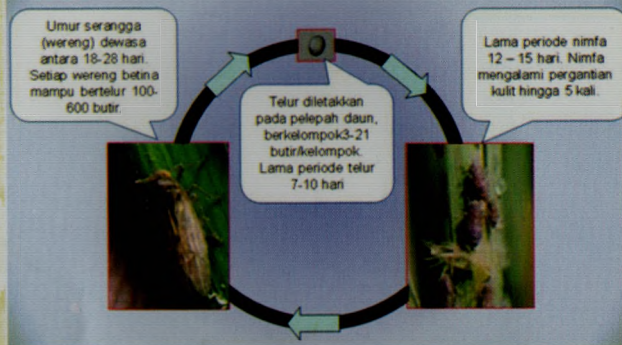 Umur serangga
(wereng) dewasa
antara 18-28 hari.
Setiap wereng betina
mampu bertelur 100-
600 butir.
Telur diletakkan
pada pelepah daun,
berkelompok3-21
butir/kelompok.
Lama periode telur
7-10 hari
Lama periode nimfa
12 – 15 hari. Nimfa
mengalami pergantian
kulit hingga 5 kali.